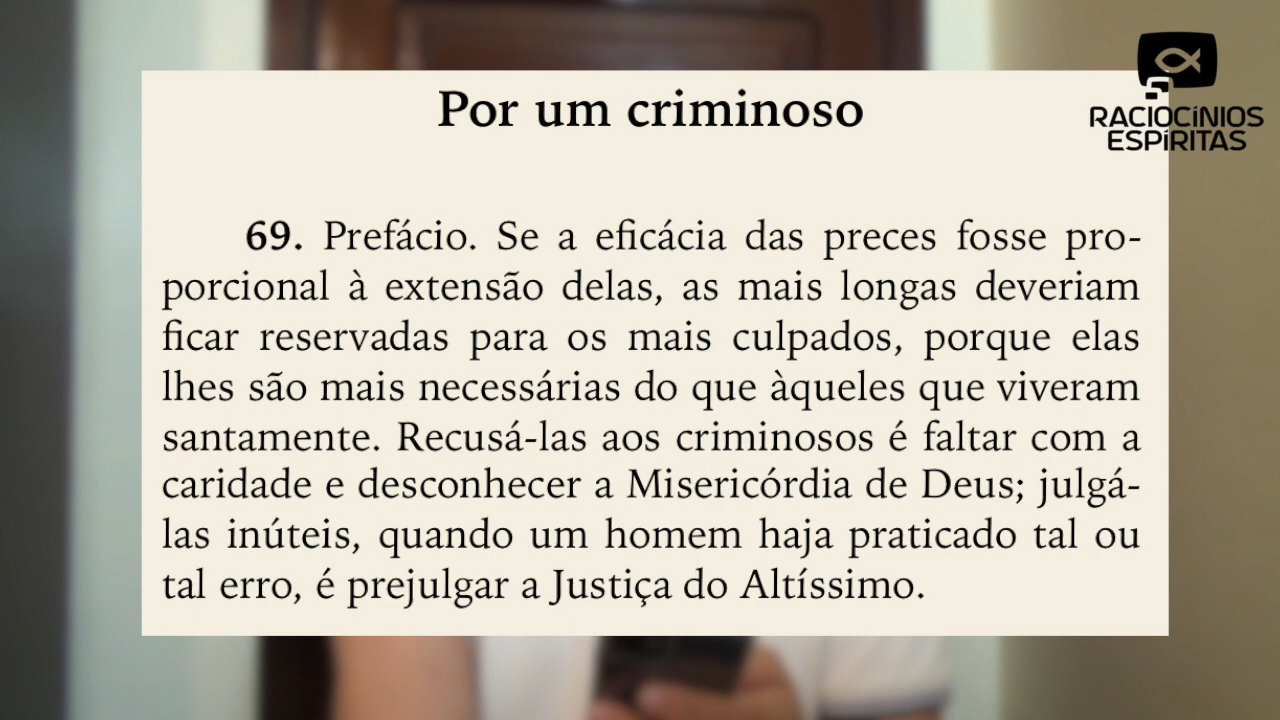 Por um criminoso
RACIOCÍNIOS
ESPÍRITAS
69. Prefácio. Se a eficácia das preces fosse pro-
porcional à extensão delas, as mais longas deveriam
ficar reservadas para os mais culpados, porque elas
lhes são mais necessárias do que àqueles que viveram
santamente. Recusá-las aos criminosos é faltar com a
caridade e desconhecer a Misericórdia de Deus; julgá-
las inúteis, quando um homem haja praticado tal ou
tal erro, é prejulgar a Justiça do Altíssimo.